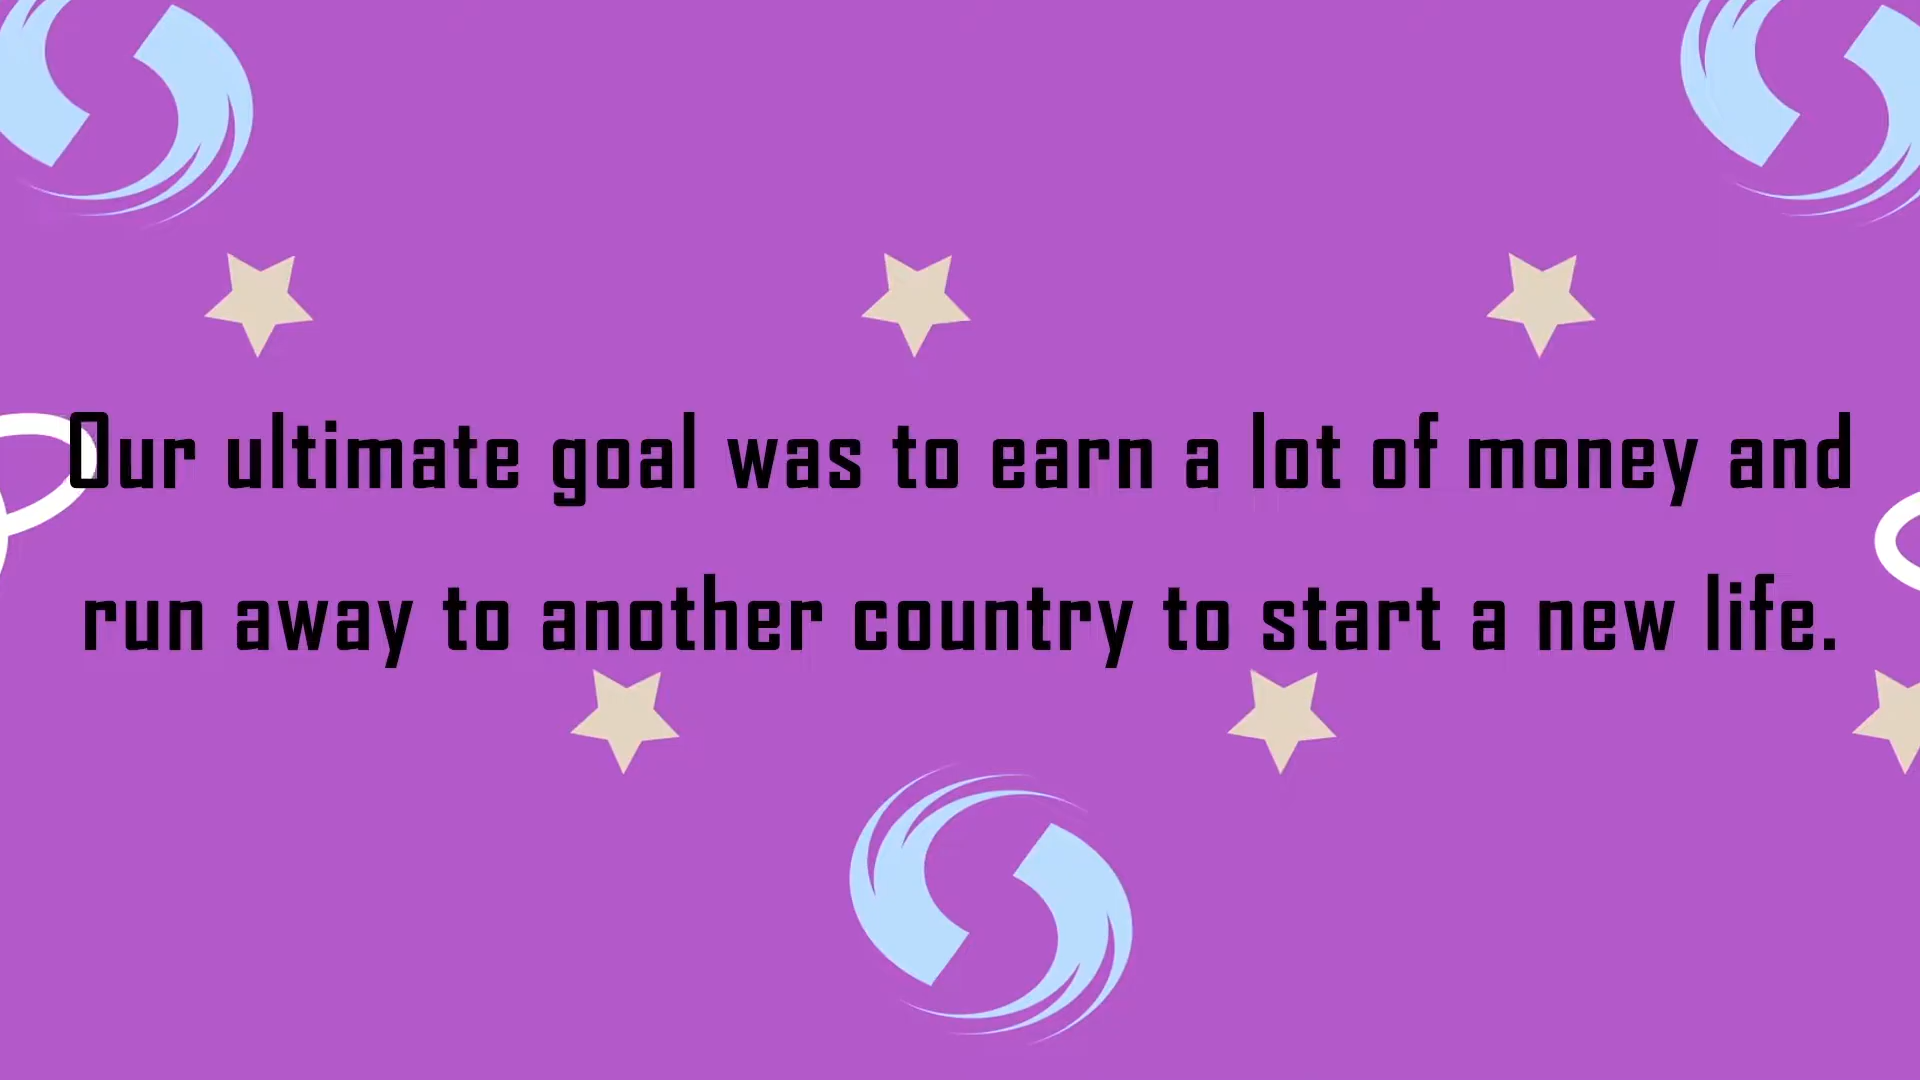 Our ultimate goal was to earn a lot of money and
run away to another country to start a new life.